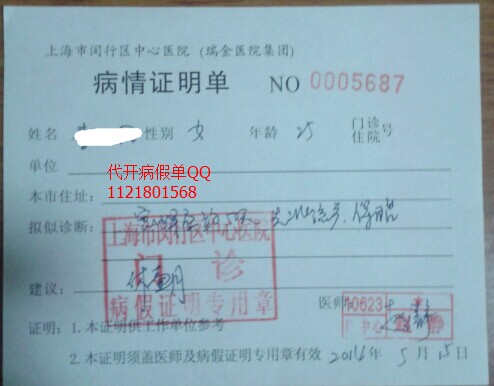 上海市闵行区中心医院 (瑞金医院集团)
病情证明单 NO 0005687
姓名 性别 女 年龄 25 门诊 住院 号
单位
代开病假单QQ
本市住址:
1121801568
拟似诊断:
上海市闵行区中心医院
门 诊
建议: 休壹月
病假证明专用章
医师
证明: 1. 本证明供工作单位参考
2. 本证明须盖医师及病假证明专用章有效 2016年5月15日